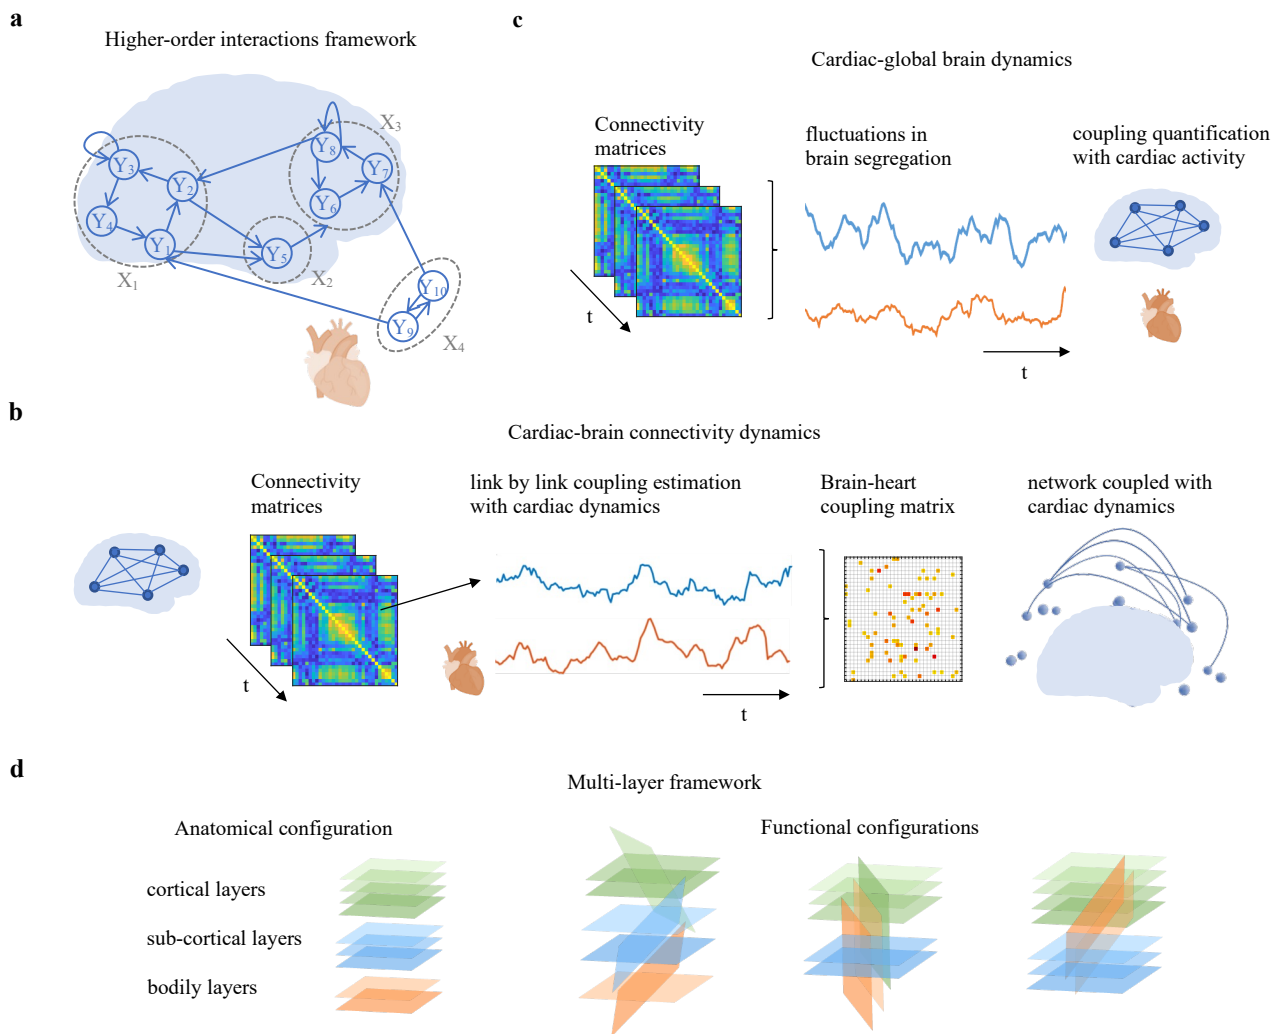 a
Higher-order interactions framework
X3
Y8
Y3
Y7
Y2
Y6
Y4
Y1
Y5
X1
X2
Y10
Y9
X4
c
Cardiac-global brain dynamics
Connectivity
matrices
fluctuations in
brain segregation
coupling quantification
with cardiac activity
t
t
b
Cardiac-brain connectivity dynamics
Connectivity
matrices
link by link coupling estimation
with cardiac dynamics
Brain-heart
coupling matrix
network coupled with
cardiac dynamics
t
t
d
Multi-layer framework
Anatomical configuration
Functional configurations
cortical layers
sub-cortical layers
bodily layers